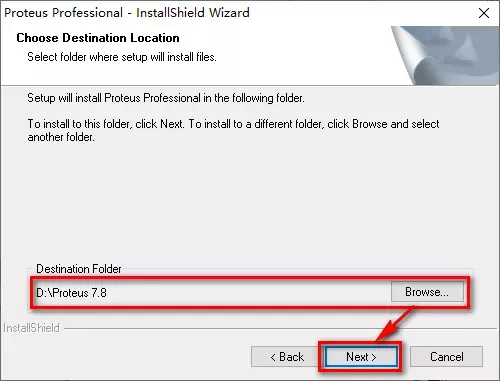 Proteus Professional - InstallShield Wizard
Choose Destination Location
Select folder where setup will install files.
Setup will install Proteus Professional in the following folder.
To install to this folder, click Next. To install to a different folder, click Browse and select
another folder.
Destination Folder
D:\Proteus 7.8
Browse...
InstallShield
< Back
Next >
Cancel